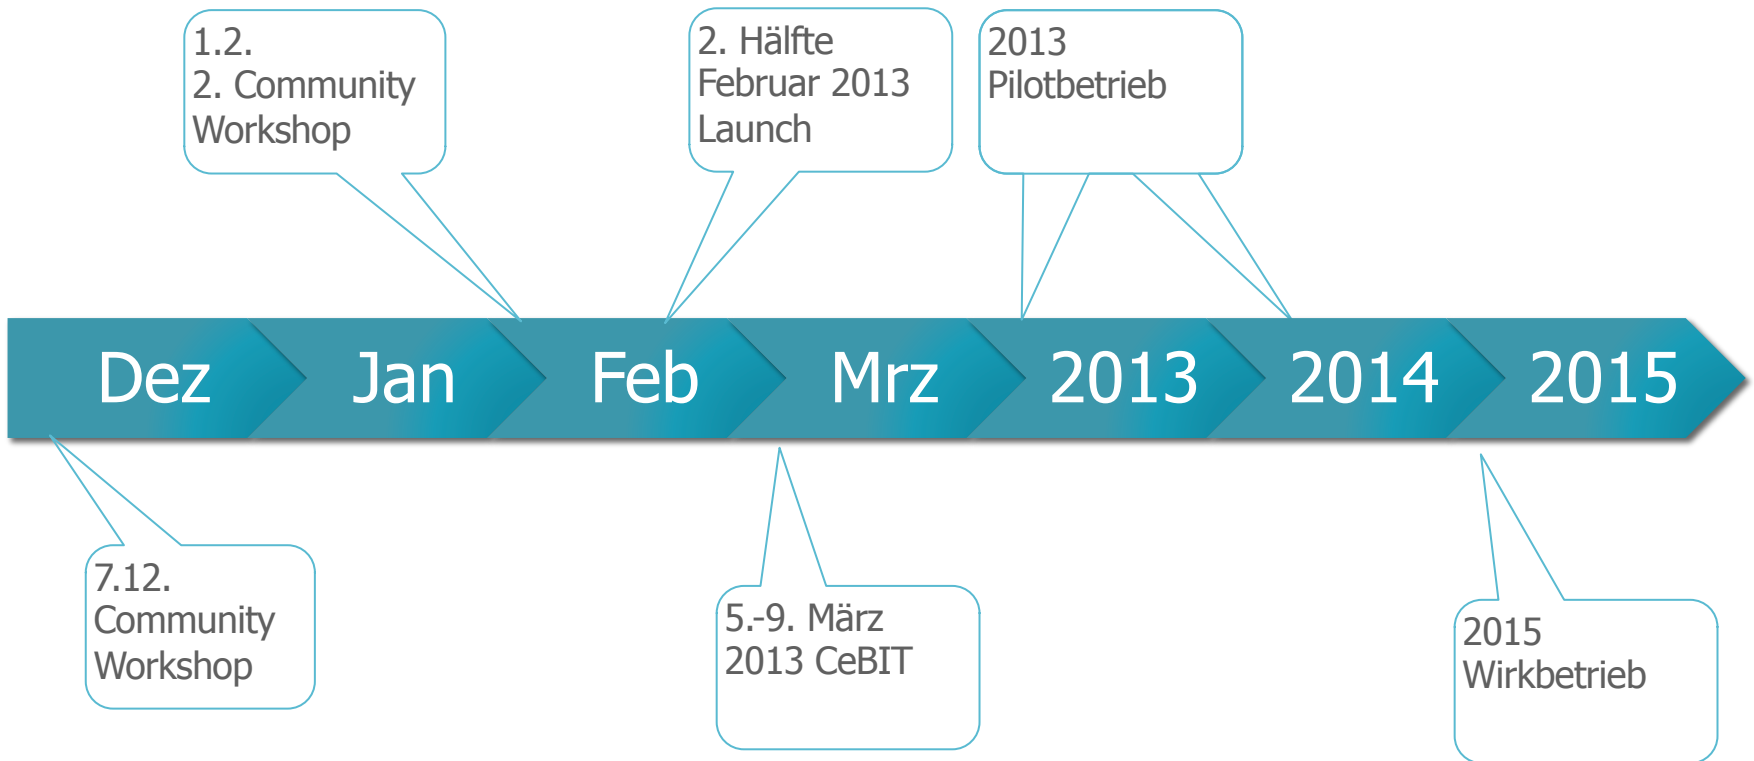 1.2.
2. Community
Workshop
2. Hälfte
Februar 2013
Launch
2013
Pilotbetrieb
Dez
Jan
Feb
Mrz
2013
2014
2015
7.12.
Community
Workshop
5.-9. März
2013 CeBIT
2015
Wirkbetrieb